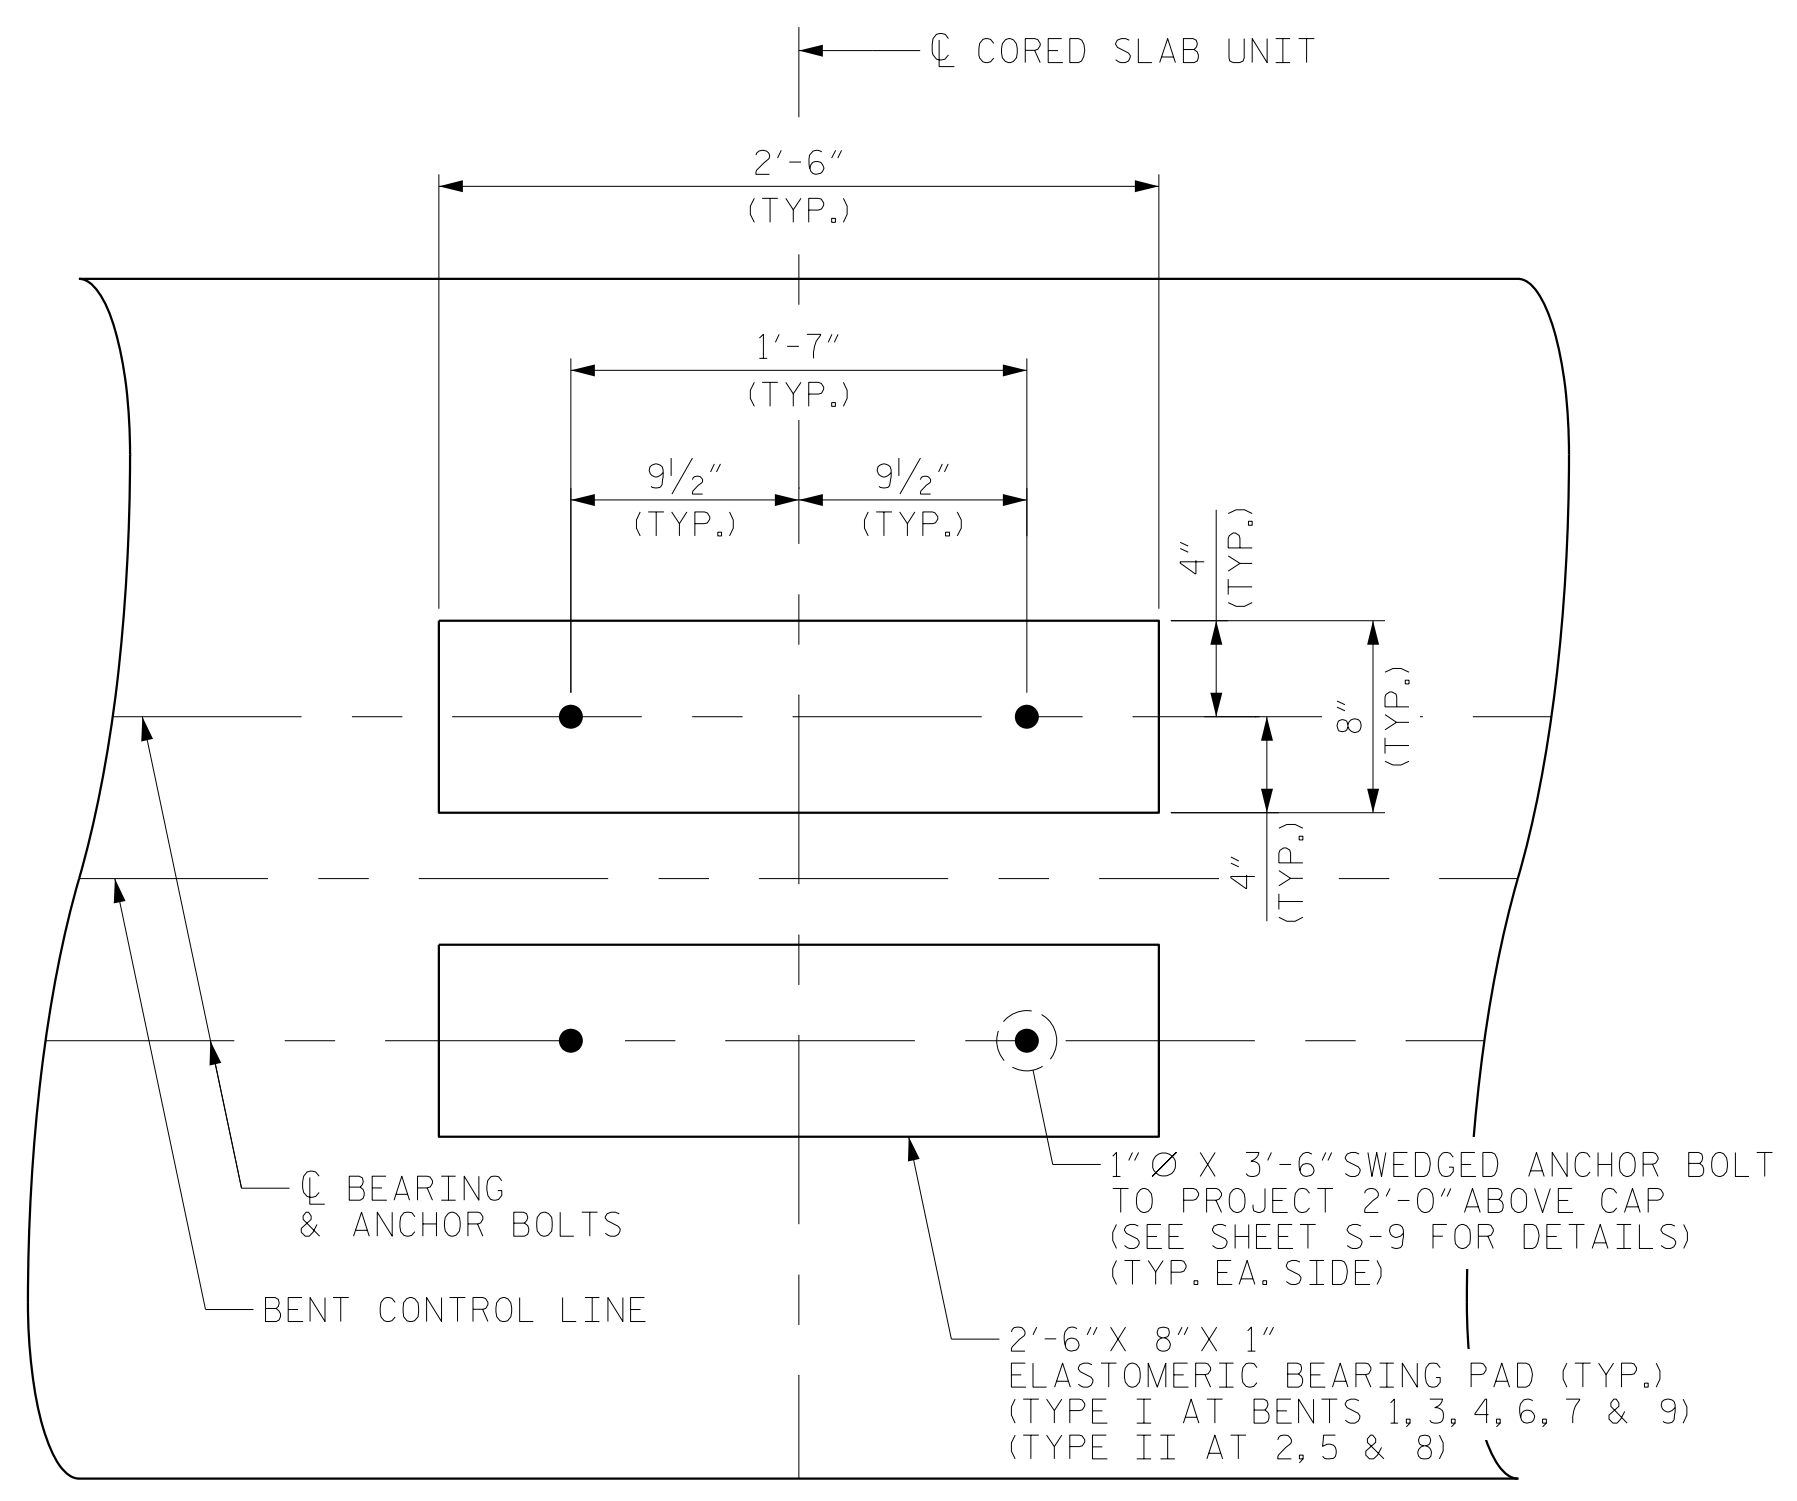 ℄ CORED SLAB UNIT
2'-6"
(TYP.)
1'-7"
(TYP.)
9½"
(TYP.)
9½"
(TYP.)
4"
(TYP.)
8"
(TYP.)
4"
(TYP.)
℄ BEARING
& ANCHOR BOLTS
BENT CONTROL LINE
1"Ø X 3'-6" SWEDGED ANCHOR BOLT
TO PROJECT 2'-0" ABOVE CAP
(SEE SHEET S-9 FOR DETAILS)
(TYP. EA. SIDE)
2'-6" X 8" X 1"
ELASTOMERIC BEARING PAD (TYP.)
(TYPE I AT BENTS 1, 3, 4, 6, 7 & 9)
(TYPE II AT 2, 5 & 8)